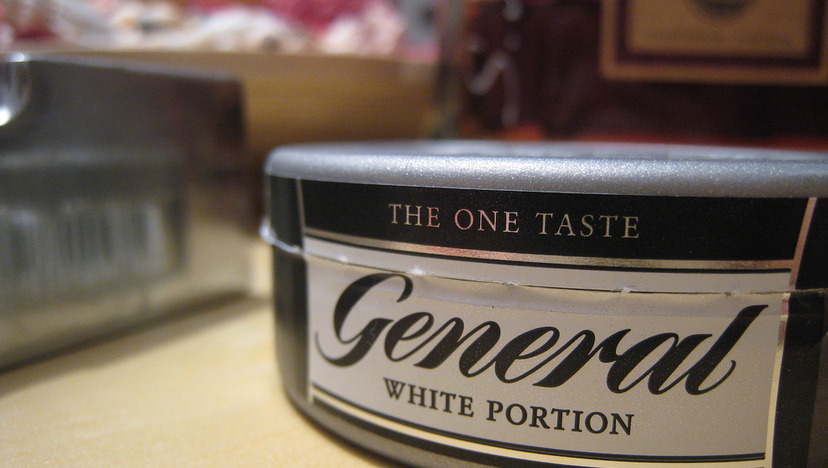 THE ONE TASTE
General
WHITE PORTION